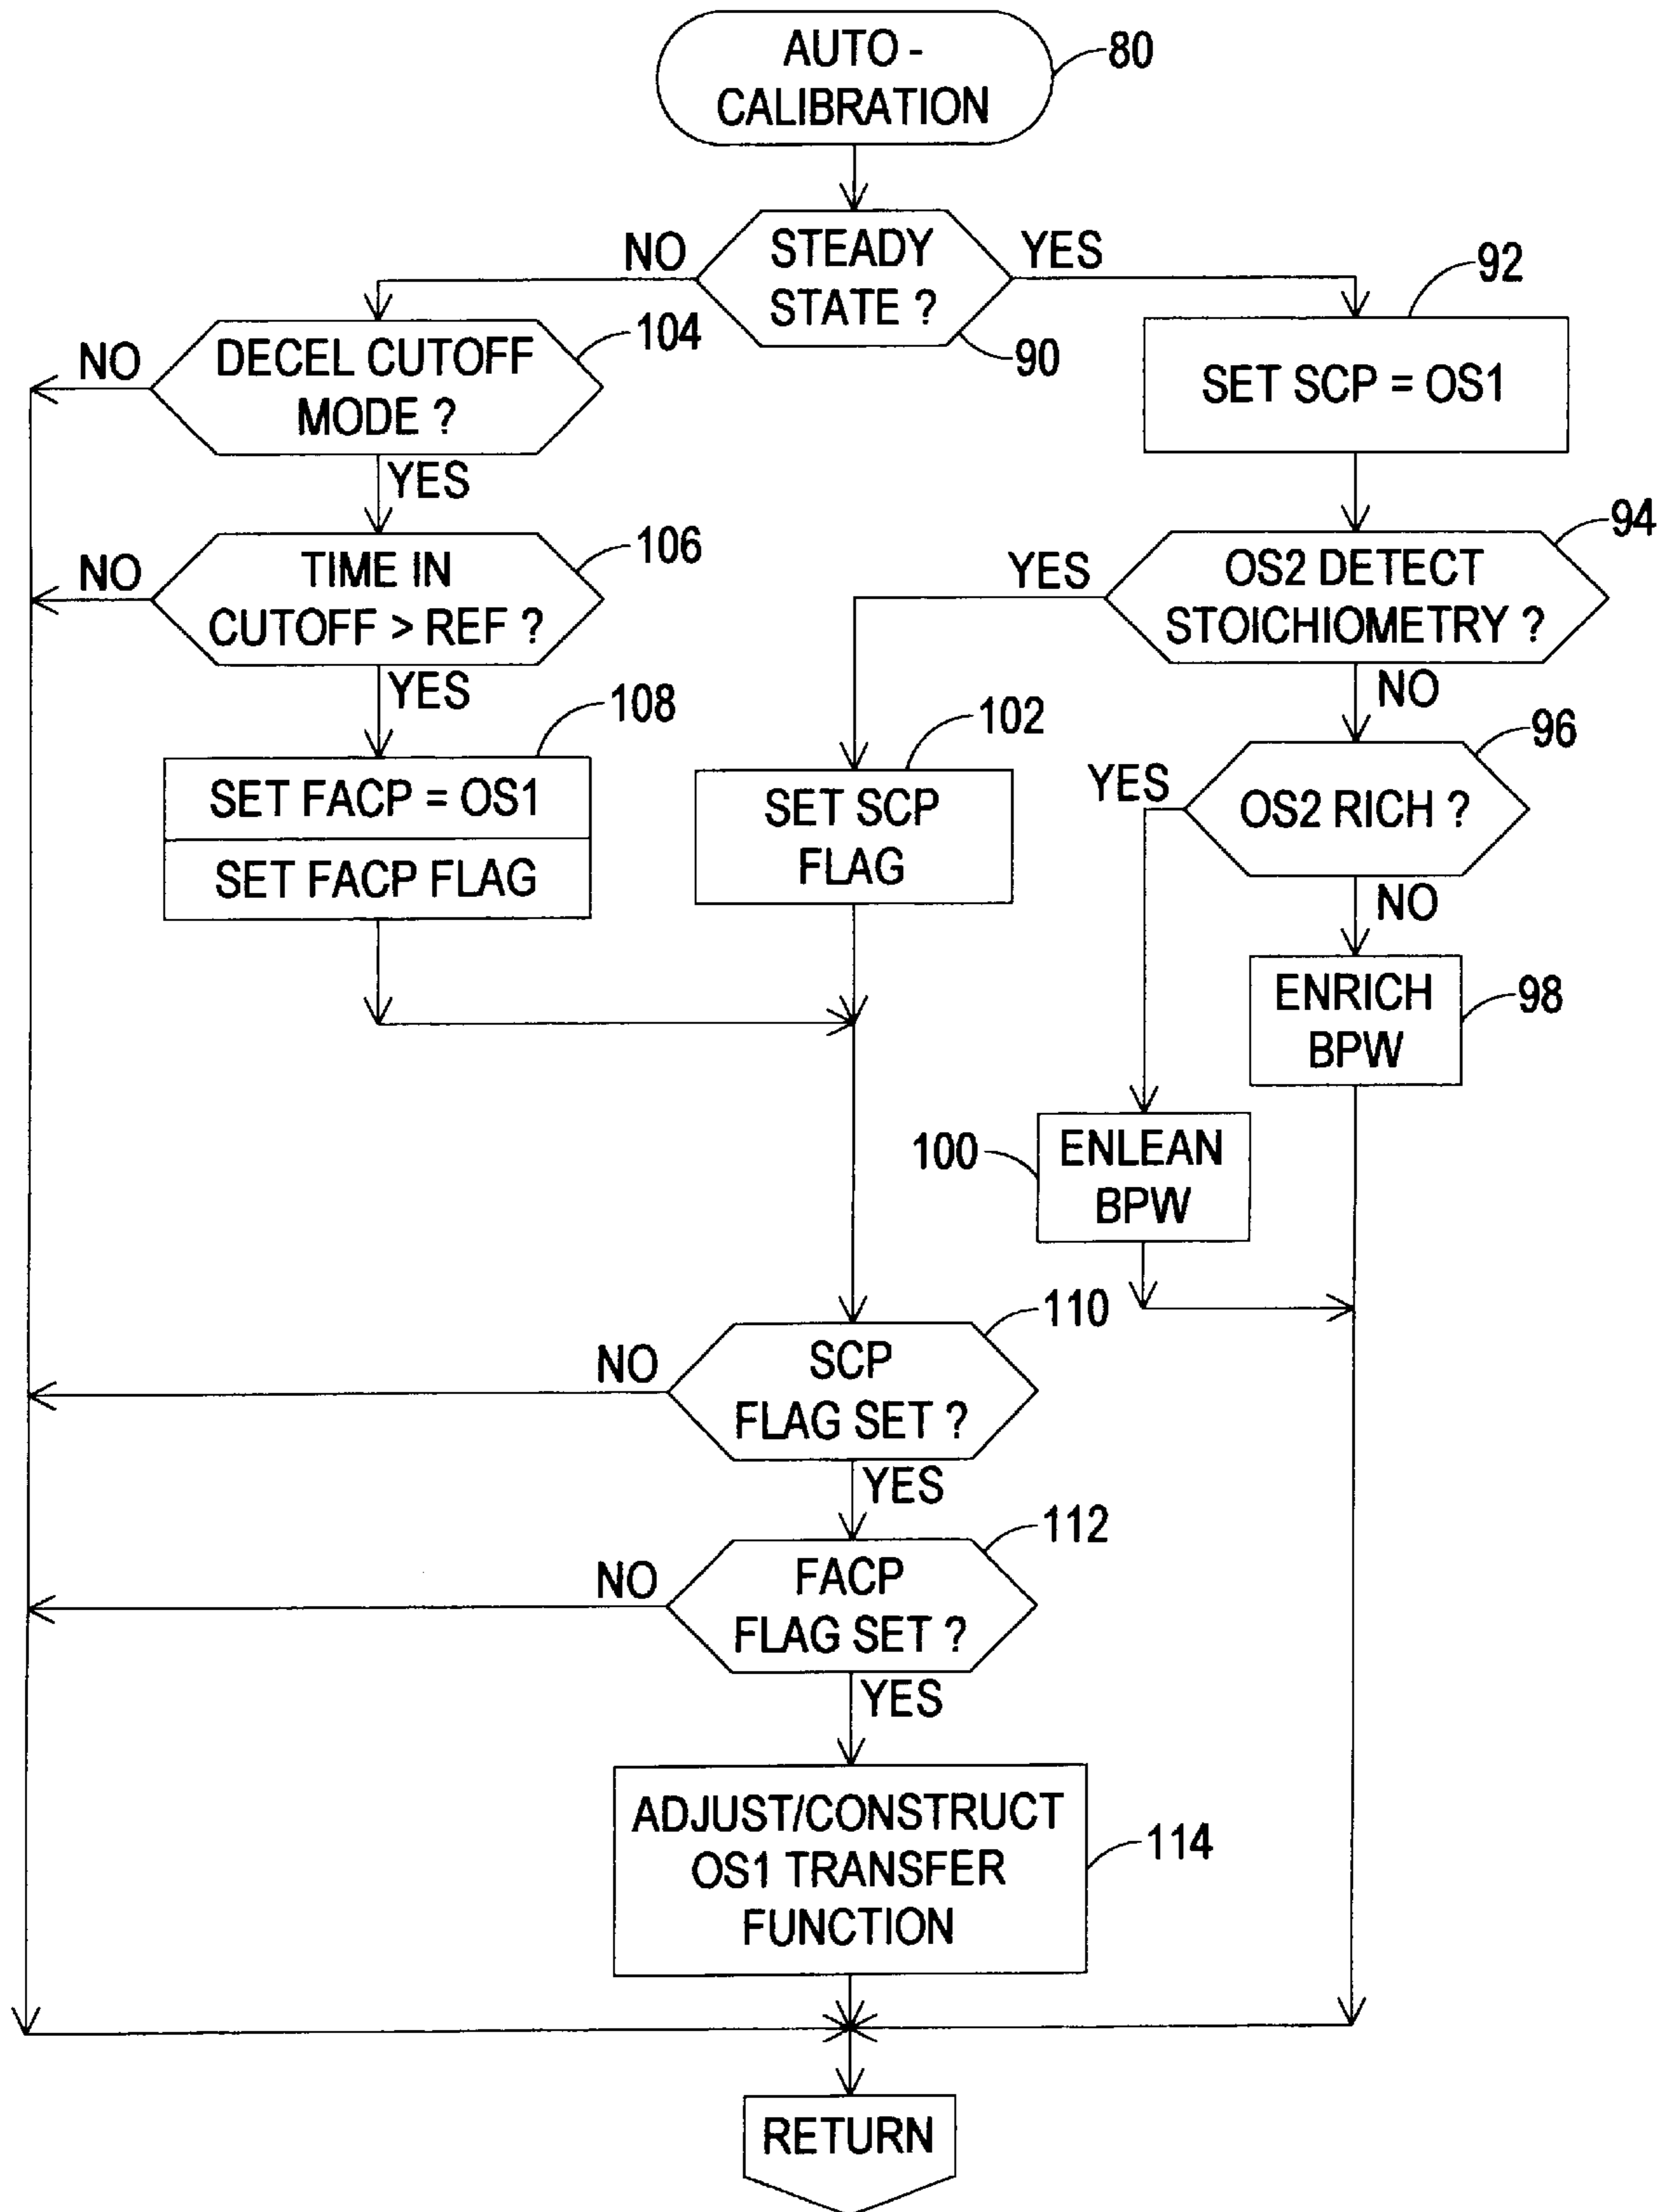 AUTO -
CALIBRATION
80
STEADY
STATE ?
90
NO
YES
92
SET SCP = OS1
DECEL CUTOFF
MODE ?
104
NO
YES
OS2 DETECT
STOICHIOMETRY ?
94
YES
NO
TIME IN
CUTOFF > REF ?
106
NO
YES
108
SET FACP = OS1
SET FACP FLAG
102
SET SCP
FLAG
96
OS2 RICH ?
YES
NO
ENRICH
BPW
98
100
ENLEAN
BPW
110
SCP
FLAG SET ?
NO
YES
112
FACP
FLAG SET ?
NO
YES
ADJUST/CONSTRUCT
OS1 TRANSFER
FUNCTION
114
RETURN